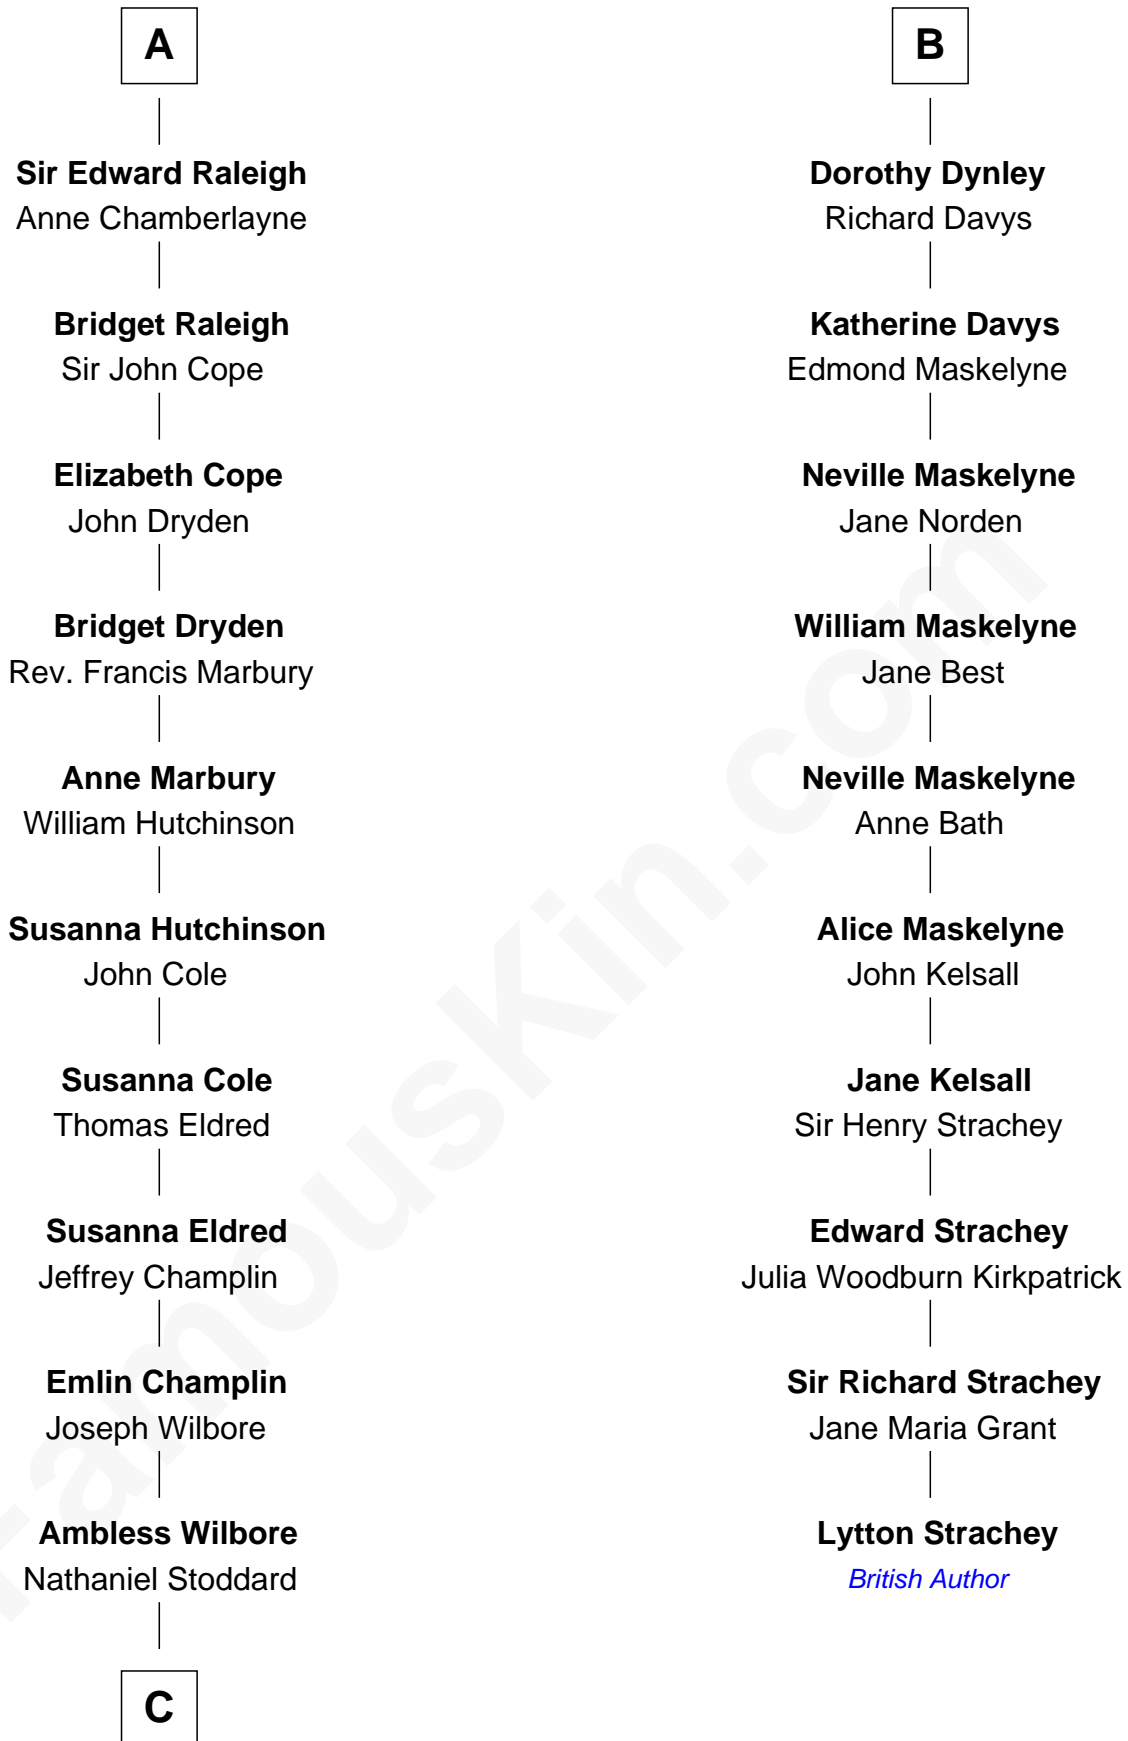 A
Sir Edward Raleigh
Anne Chamberlayne
Bridget Raleigh
Sir John Cope
Elizabeth Cope
John Dryden
Bridget Dryden
Rev. Francis Marbury
Anne Marbury
William Hutchinson
Susanna Hutchinson
John Cole
Susanna Cole
Thomas Eldred
Susanna Eldred
Jeffrey Champlin
Emlin Champlin
Joseph Wilbore
Ambless Wilbore
Nathaniel Stoddard
C
B
Dorothy Dynley
Richard Davys
Katherine Davys
Edmond Maskelyne
Neville Maskelyne
Jane Norden
William Maskelyne
Jane Best
Neville Maskelyne
Anne Bath
Alice Maskelyne
John Kelsall
Jane Kelsall
Sir Henry Strachey
Edward Strachey
Julia Woodburn Kirkpatrick
Sir Richard Strachey
Jane Maria Grant
Lytton Strachey
British Author
FamousKin.com